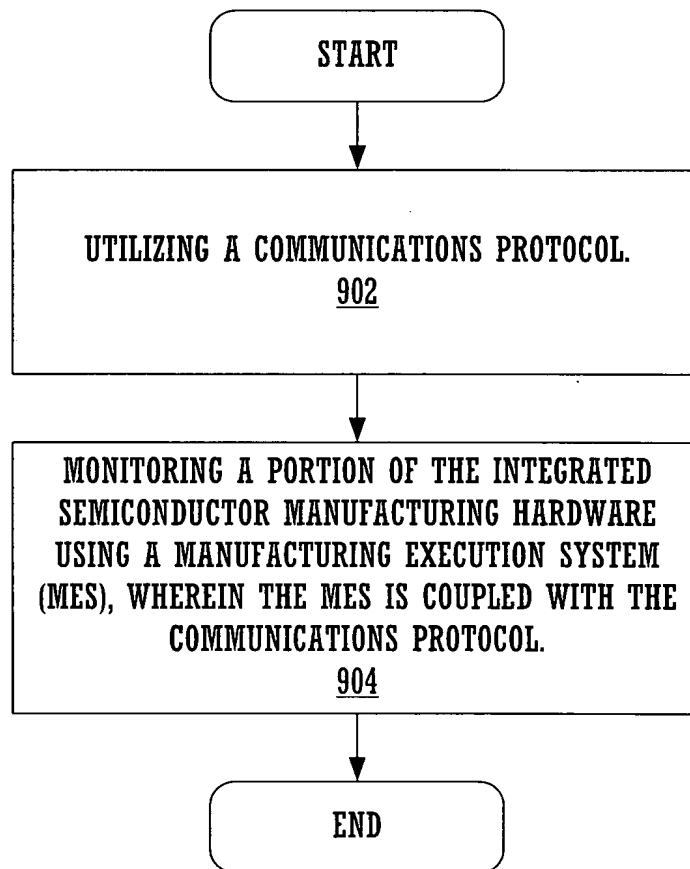 START
UTILIZING A COMMUNICATIONS PROTOCOL.
902
MONITORING A PORTION OF THE INTEGRATED
SEMICONDUCTOR MANUFACTURING HARDWARE
USING A MANUFACTURING EXECUTION SYSTEM
(MES), WHEREIN THE MES IS COUPLED WITH THE
COMMUNICATIONS PROTOCOL.
904
END